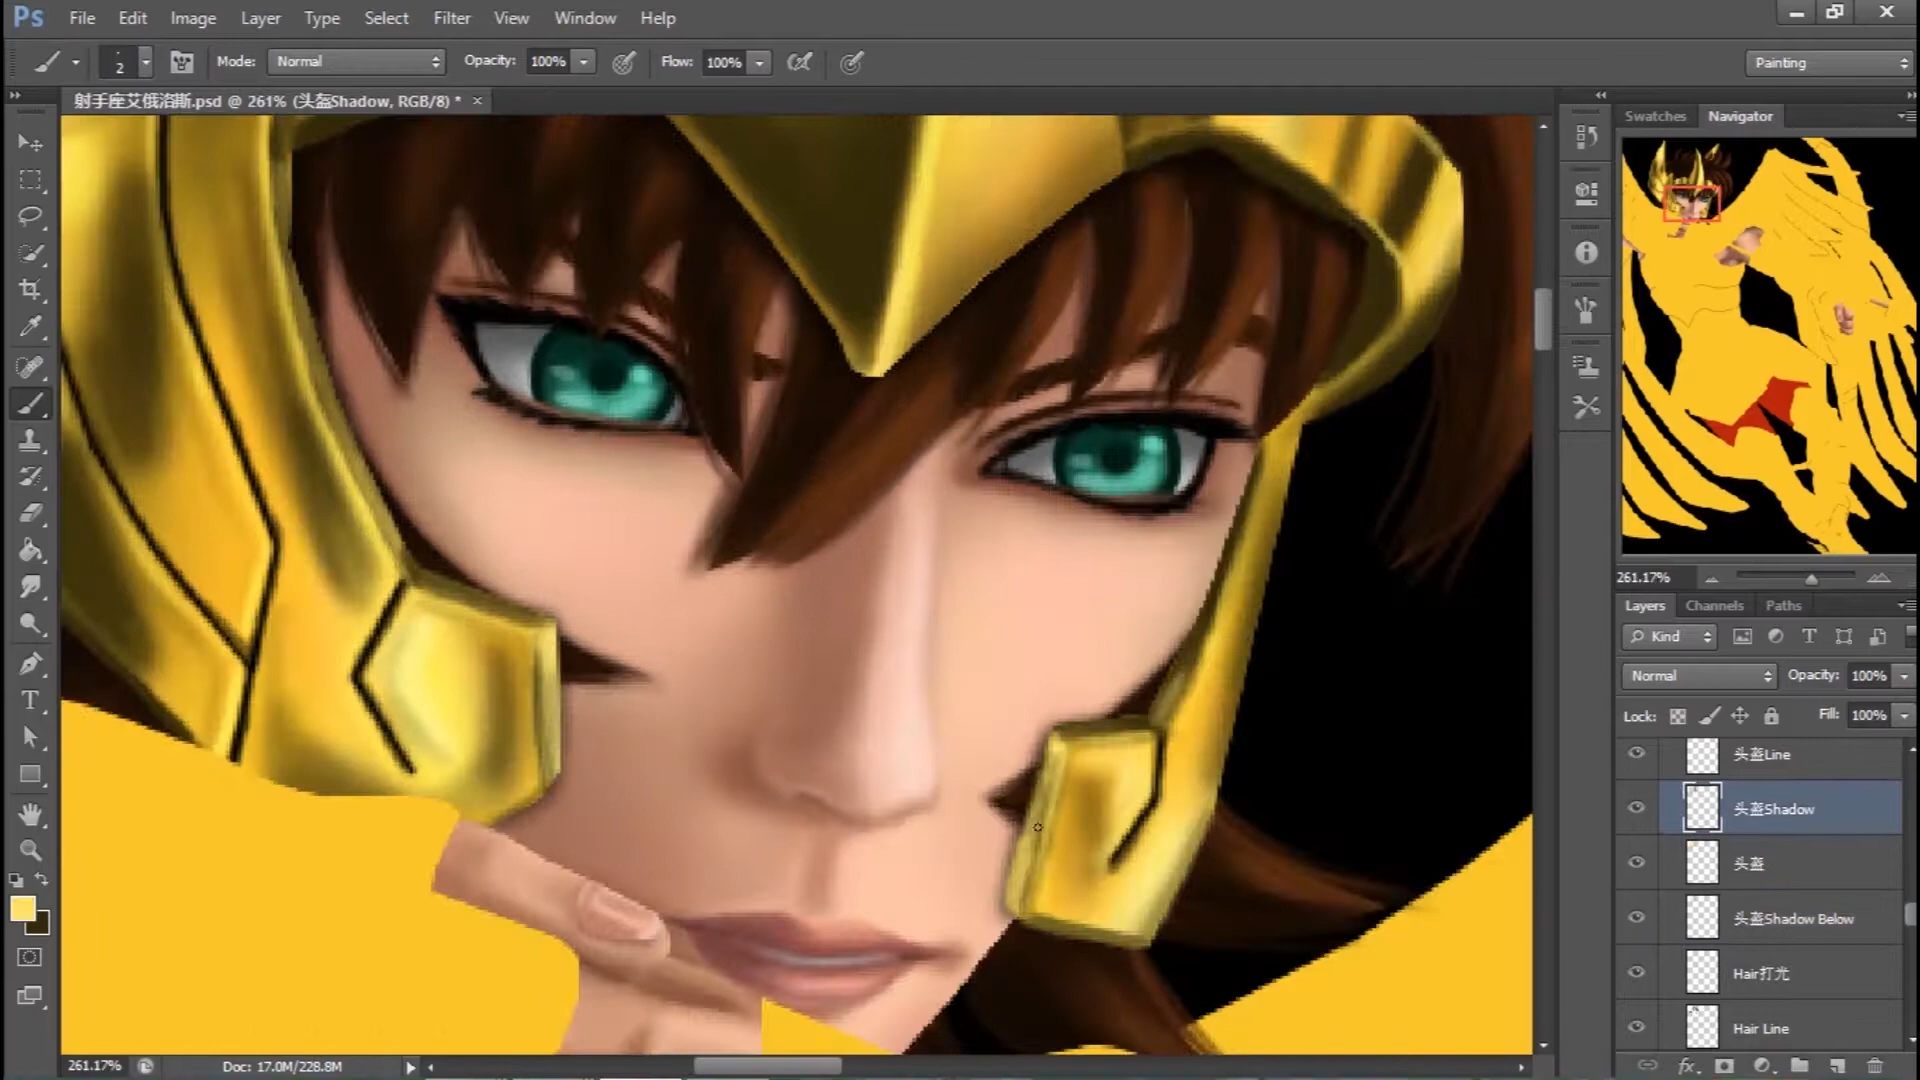 Ps File Edit Image Layer Type Select Filter View Window Help
2 Mode: Normal Opacity: 100% Flow: 100% Painting
射手座艾俄洛斯.psd @ 261% (头盔Shadow, RGB/8) * ×
Swatches Navigator
261.17%
Layers Channels Paths
Kind
Normal Opacity: 100%
Lock: Fill: 100%
头盔Line
头盔Shadow
头盔
头盔Shadow Below
Hair打光
Hair Line
fx
261.17% Doc: 17.0M/228.8M